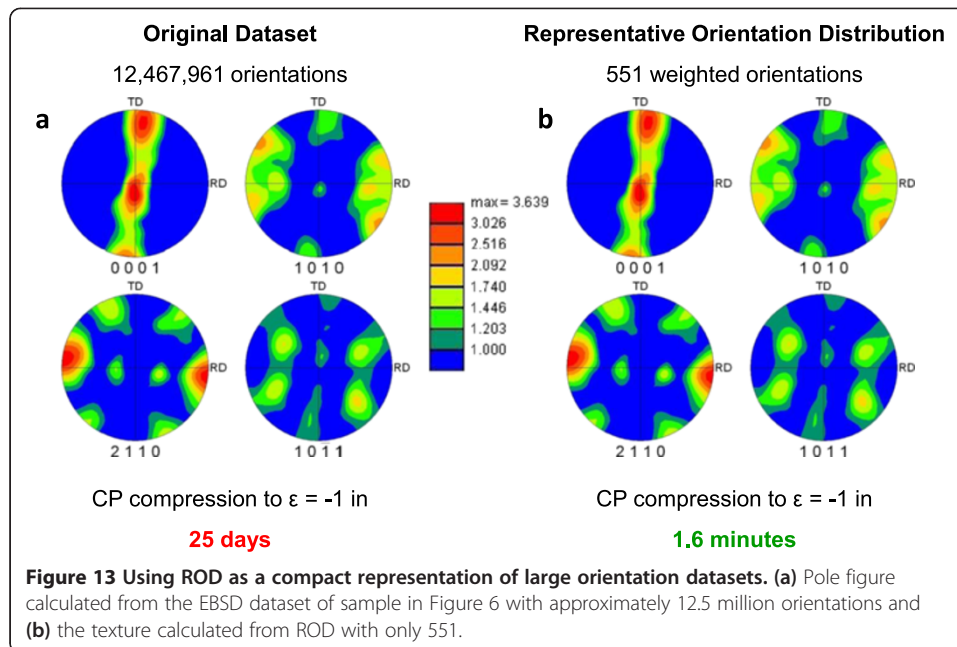 Original Dataset
12,467,961 orientations
a
TD
RD
0 0 0 1
TD
RD
1 0 1 0
TD
RD
2 1 1 0
TD
RD
1 0 1 1
CP compression to ε = -1 in
25 days
max= 3.639
3.026
2.516
2.092
1.740
1.446
1.203
1.000
Representative Orientation Distribution
551 weighted orientations
b
TD
RD
0 0 0 1
TD
RD
1 0 1 0
TD
RD
2 1 1 0
TD
RD
1 0 1 1
CP compression to ε = -1 in
1.6 minutes
Figure 13 Using ROD as a compact representation of large orientation datasets. (a) Pole figure
calculated from the EBSD dataset of sample in Figure 6 with approximately 12.5 million orientations and
(b) the texture calculated from ROD with only 551.